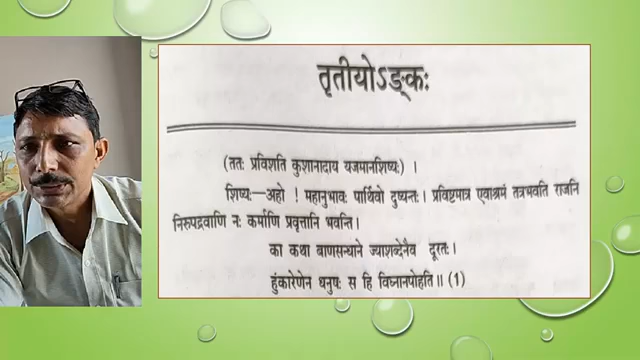 तृतीयोऽङ्कः
(ततः प्रविशति कुशानादाय यजमानशिष्यः) ।
शिष्यः—अहो ! महानुभावः पार्थिवो दुष्यन्तः। प्रविष्टमात्र एवाश्रमं तत्रभवति राजनि
निरुपद्रवाणि नः कर्माणि प्रवृत्तानि भवन्ति।
का कथा बाणसन्धाने ज्याशब्देनैव दूरतः।
हुंकारेणेन धनुषः स हि विघ्नानपोहति॥ (1)